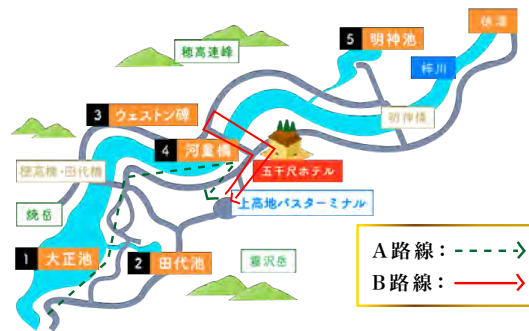 徳澤
5 明神池
穂高連峰
梓川
3 ウェストン碑
明神橋
4 河童橋
穂高橋・田代橋
五千尺ホテル
上高地バスターミナル
焼岳
1 大正池
2 田代池
霞沢岳
A路線：
B路線：